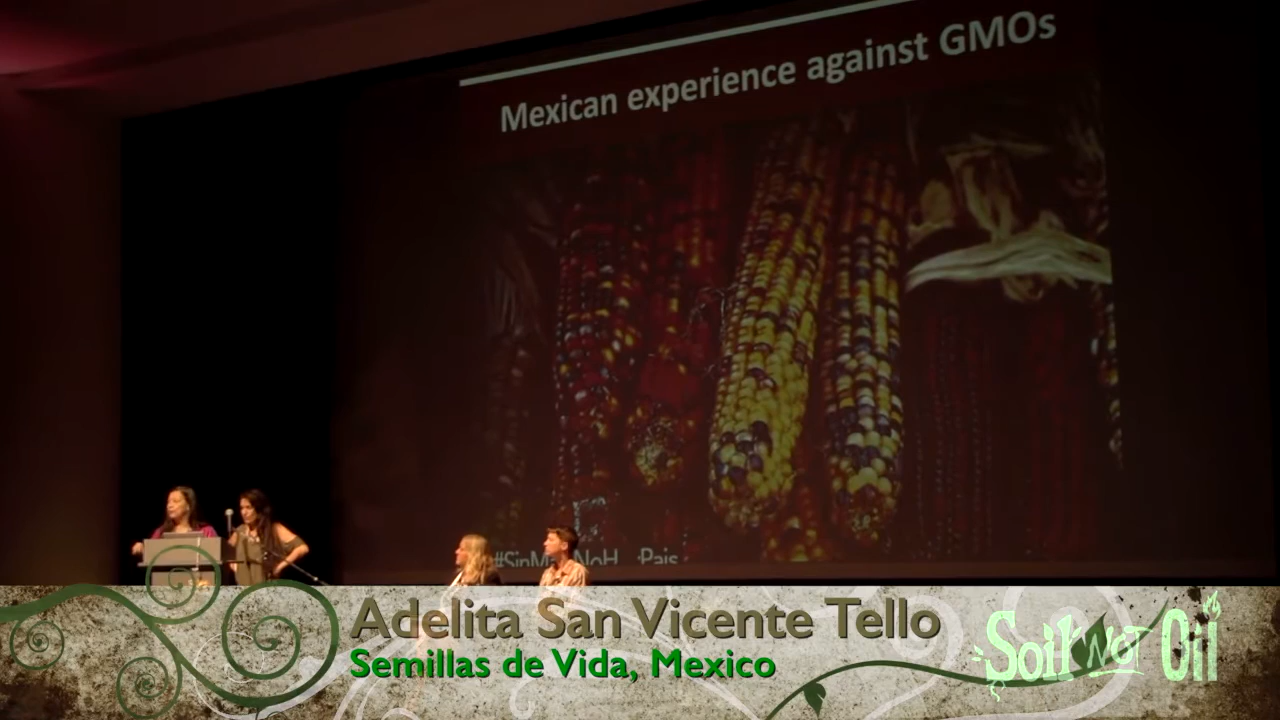 Mexican experience against GMOs
Adelita San Vicente Tello
Semillas de Vida, Mexico
Soil Not Oil